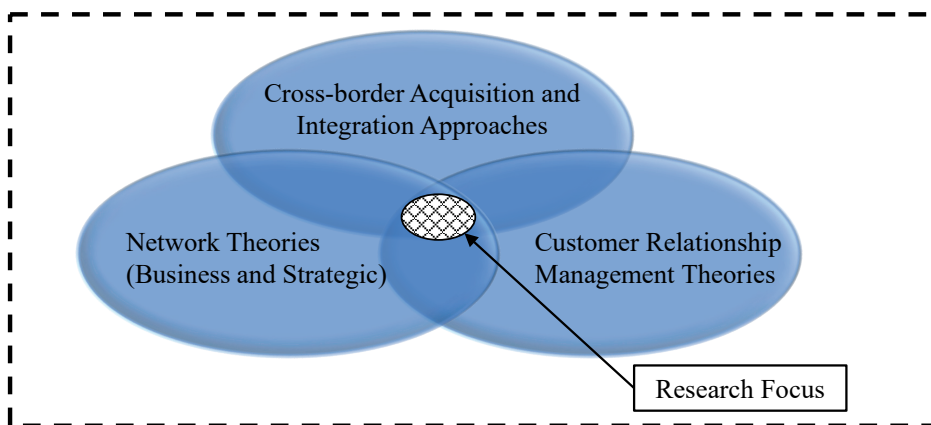 Cross-border Acquisition and
Integration Approaches
Network Theories
(Business and Strategic)
Customer Relationship
Management Theories
Research Focus